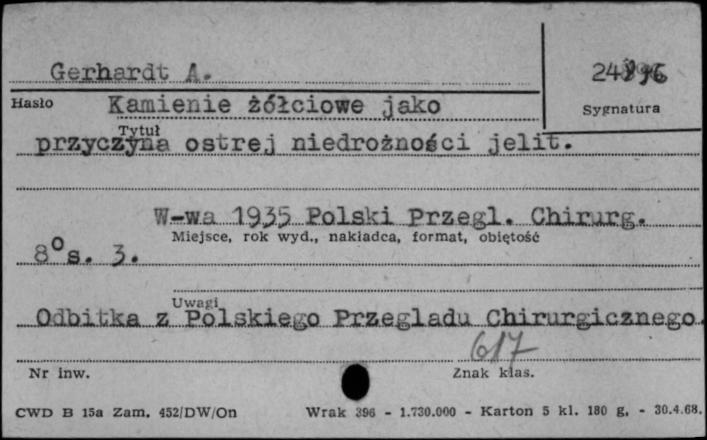 Gerhardt A.
Hasło
Kamienie żółciowe jako
Sygnatura
Tytuł
przyczyna ostrej niedrożności jelit.
W-wa 1935 Polski Przegl. Chirurg.
Miejsce, rok wyd., nakładca, format, objętość
8° s. 3.
Uwagi
Odbitka z Polskiego Przegladu Chirurgicznego.
617
Nr inw.
Znak klas.
CWD B 15a Zam. 452/DW/On
Wrak 396 - 1.730.000 - Karton 5 kl. 180 g. - 30.4.68.